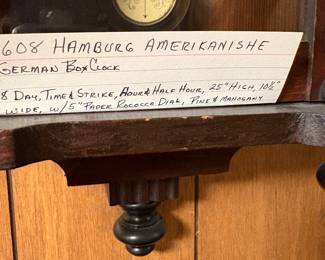 608 HAMBURG AMERIKANISHE
GERMAN BOX CLOCK
8 DAY, TIME & STRIKE, HOUR & HALF HOUR, 25" HIGH, 10½"
WIDE, W/5" PAPER ROCOCCO DIAL, PINE & MAHOGANY